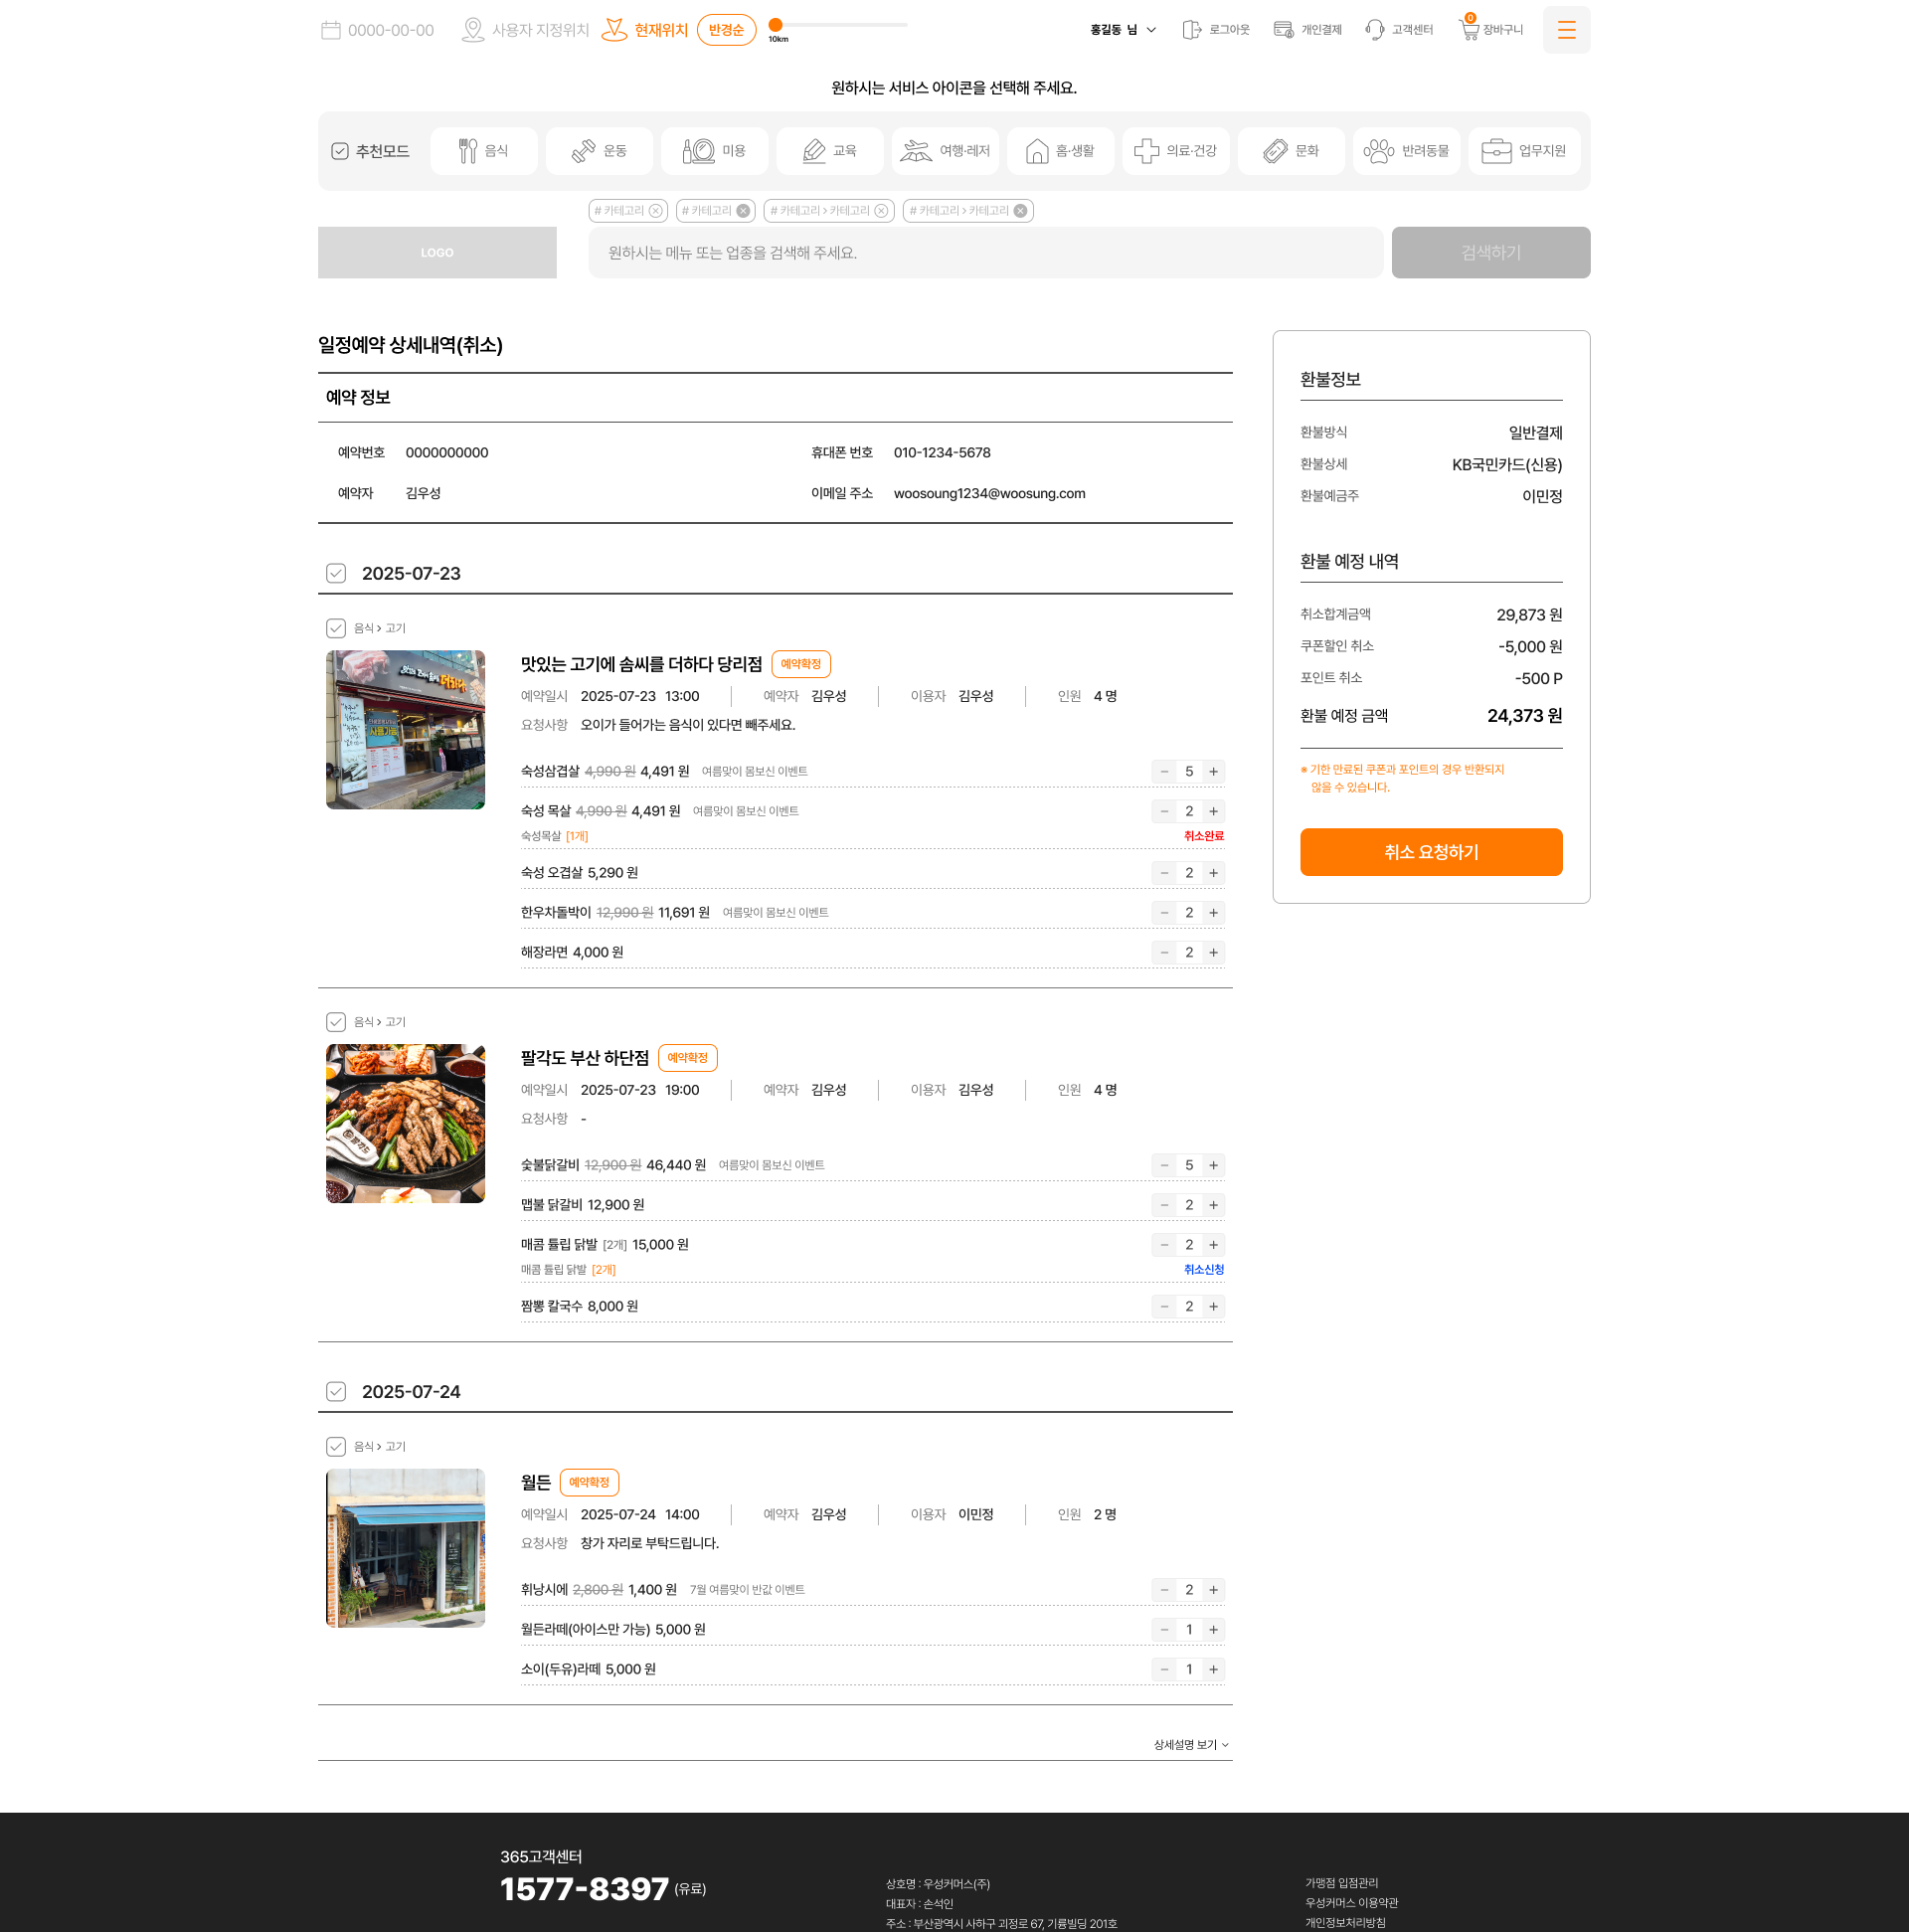 0000-00-00 사용자 지정위치 현재위치 반경순 10km 홍길동 님 로그아웃 개인결제 고객센터 0 장바구니
원하시는 서비스 아이콘을 선택해 주세요.
추천모드 음식 운동 미용 교육 여행·레저 홈·생활 의료·건강 문화 반려동물 업무지원
# 카테고리 # 카테고리 # 카테고리 > 카테고리 # 카테고리 > 카테고리
LOGO 원하시는 메뉴 또는 업종을 검색해 주세요. 검색하기
일정예약 상세내역(취소)
예약 정보
예약번호 0000000000 휴대폰 번호 010-1234-5678
예약자 김우성 이메일 주소 woosoung1234@woosung.com
2025-07-23
음식 > 고기
맛있는 고기에 솜씨를 더하다 당리점 예약확정
예약일시 2025-07-23 13:00 예약자 김우성 이용자 김우성 인원 4 명
요청사항 오이가 들어가는 음식이 있다면 빼주세요.
숙성삼겹살 4,990 원 4,491 원 여름맞이 몸보신 이벤트 − 5 +
숙성 목살 4,990 원 4,491 원 여름맞이 몸보신 이벤트 − 2 +
숙성목살 [1개] 취소완료
숙성 오겹살 5,290 원 − 2 +
한우차돌박이 12,990 원 11,691 원 여름맞이 몸보신 이벤트 − 2 +
해장라면 4,000 원 − 2 +
음식 > 고기
팔각도 부산 하단점 예약확정
예약일시 2025-07-23 19:00 예약자 김우성 이용자 김우성 인원 4 명
요청사항 -
숯불닭갈비 12,900 원 46,440 원 여름맞이 몸보신 이벤트 − 5 +
맵불 닭갈비 12,900 원 − 2 +
매콤 튤립 닭발 [2개] 15,000 원 − 2 +
매콤 튤립 닭발 [2개] 취소신청
짬뽕 칼국수 8,000 원 − 2 +
2025-07-24
음식 > 고기
월든 예약확정
예약일시 2025-07-24 14:00 예약자 김우성 이용자 이민정 인원 2 명
요청사항 창가 자리로 부탁드립니다.
휘낭시에 2,800 원 1,400 원 7월 여름맞이 반값 이벤트 − 2 +
월든라떼(아이스만 가능) 5,000 원 − 1 +
소이(두유)라떼 5,000 원 − 1 +
상세설명 보기
환불정보
환불방식 일반결제
환불상세 KB국민카드(신용)
환불예금주 이민정
환불 예정 내역
취소합계금액 29,873 원
쿠폰할인 취소 -5,000 원
포인트 취소 -500 P
환불 예정 금액 24,373 원
※ 기한 만료된 쿠폰과 포인트의 경우 반환되지
않을 수 있습니다.
취소 요청하기
365고객센터
1577-8397 (유료)
상호명 : 우성커머스(주)
대표자 : 손석인
주소 : 부산광역시 사하구 괴정로 67, 기룡빌딩 201호
가맹점 입점관리
우성커머스 이용약관
개인정보처리방침